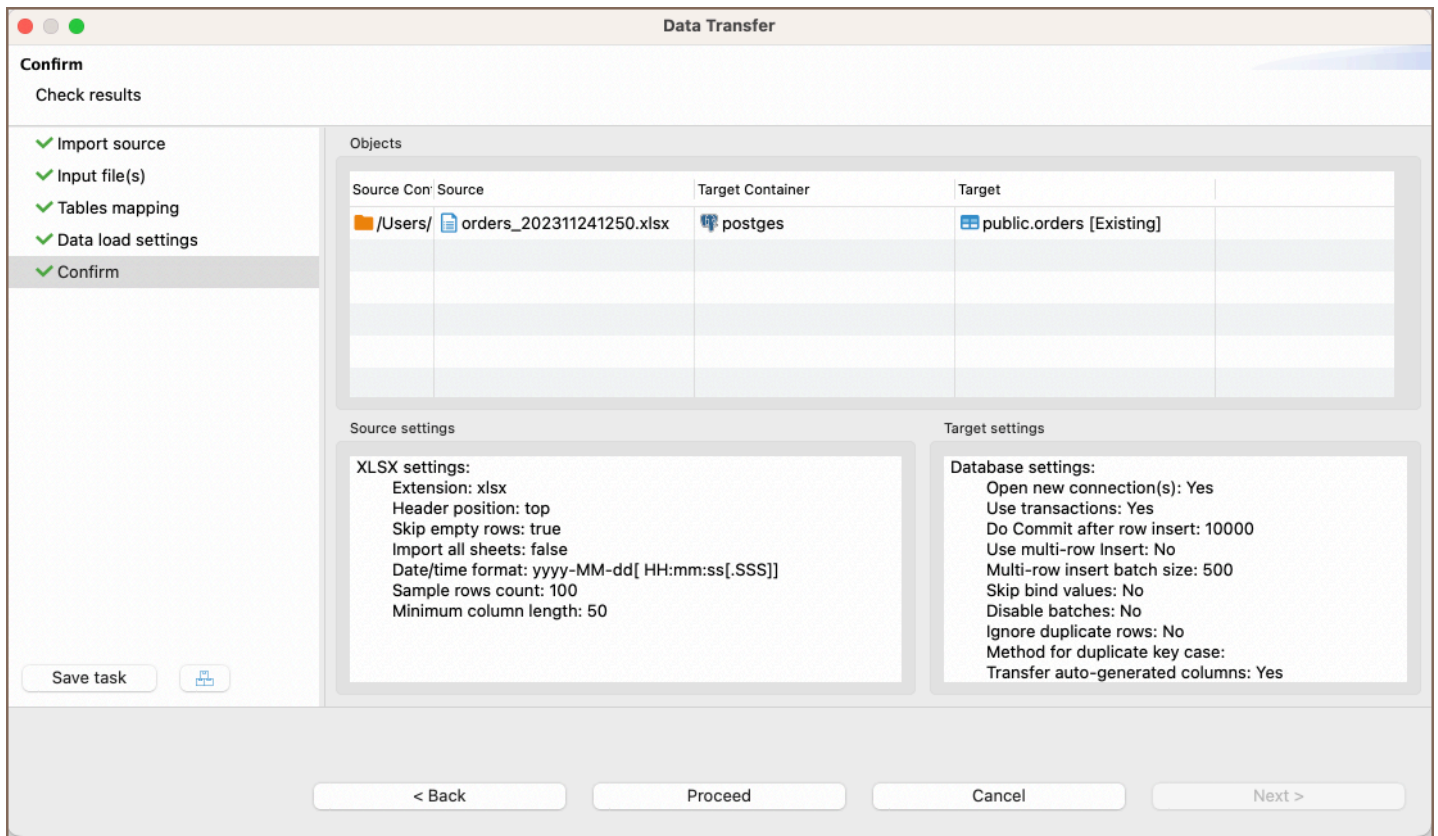 Data Transfer
Confirm
Check results
Import source
Input file(s)
Tables mapping
Data load settings
Confirm
Objects
Source Con Source Target Container Target
/Users/ orders_202311241250.xlsx postges public.orders [Existing]
Source settings
XLSX settings:
Extension: xlsx
Header position: top
Skip empty rows: true
Import all sheets: false
Date/time format: yyyy-MM-dd[ HH:mm:ss[.SSS]]
Sample rows count: 100
Minimum column length: 50
Target settings
Database settings:
Open new connection(s): Yes
Use transactions: Yes
Do Commit after row insert: 10000
Use multi-row Insert: No
Multi-row insert batch size: 500
Skip bind values: No
Disable batches: No
Ignore duplicate rows: No
Method for duplicate key case:
Transfer auto-generated columns: Yes
Save task
< Back Proceed Cancel Next >